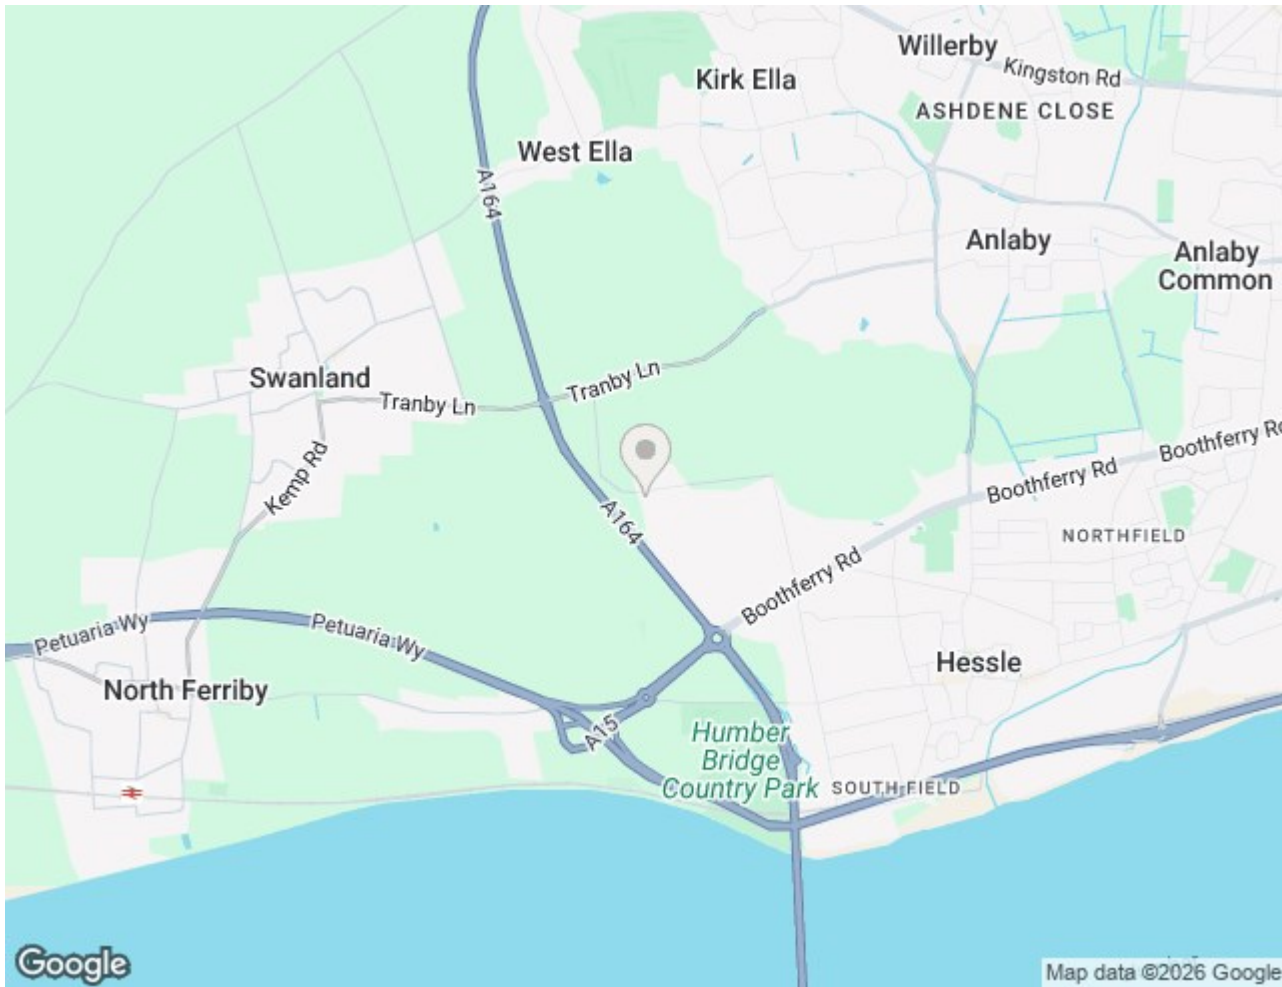 Willerby
Kingston Rd
Kirk Ella
ASHDENE CLOSE
West Ella
A164
Anlaby
Anlaby
Common
Swanland
Tranby Ln
Tranby Ln
Kemp Rd
Boothferry Rd
Boothferry Rd
A164
NORTHFIELD
Boothferry Rd
Petuaria Wy
Petuaria Wy
Hessle
North Ferriby
A15
Humber
Bridge
Country Park
SOUTH FIELD
Google
Map data ©2026 Google